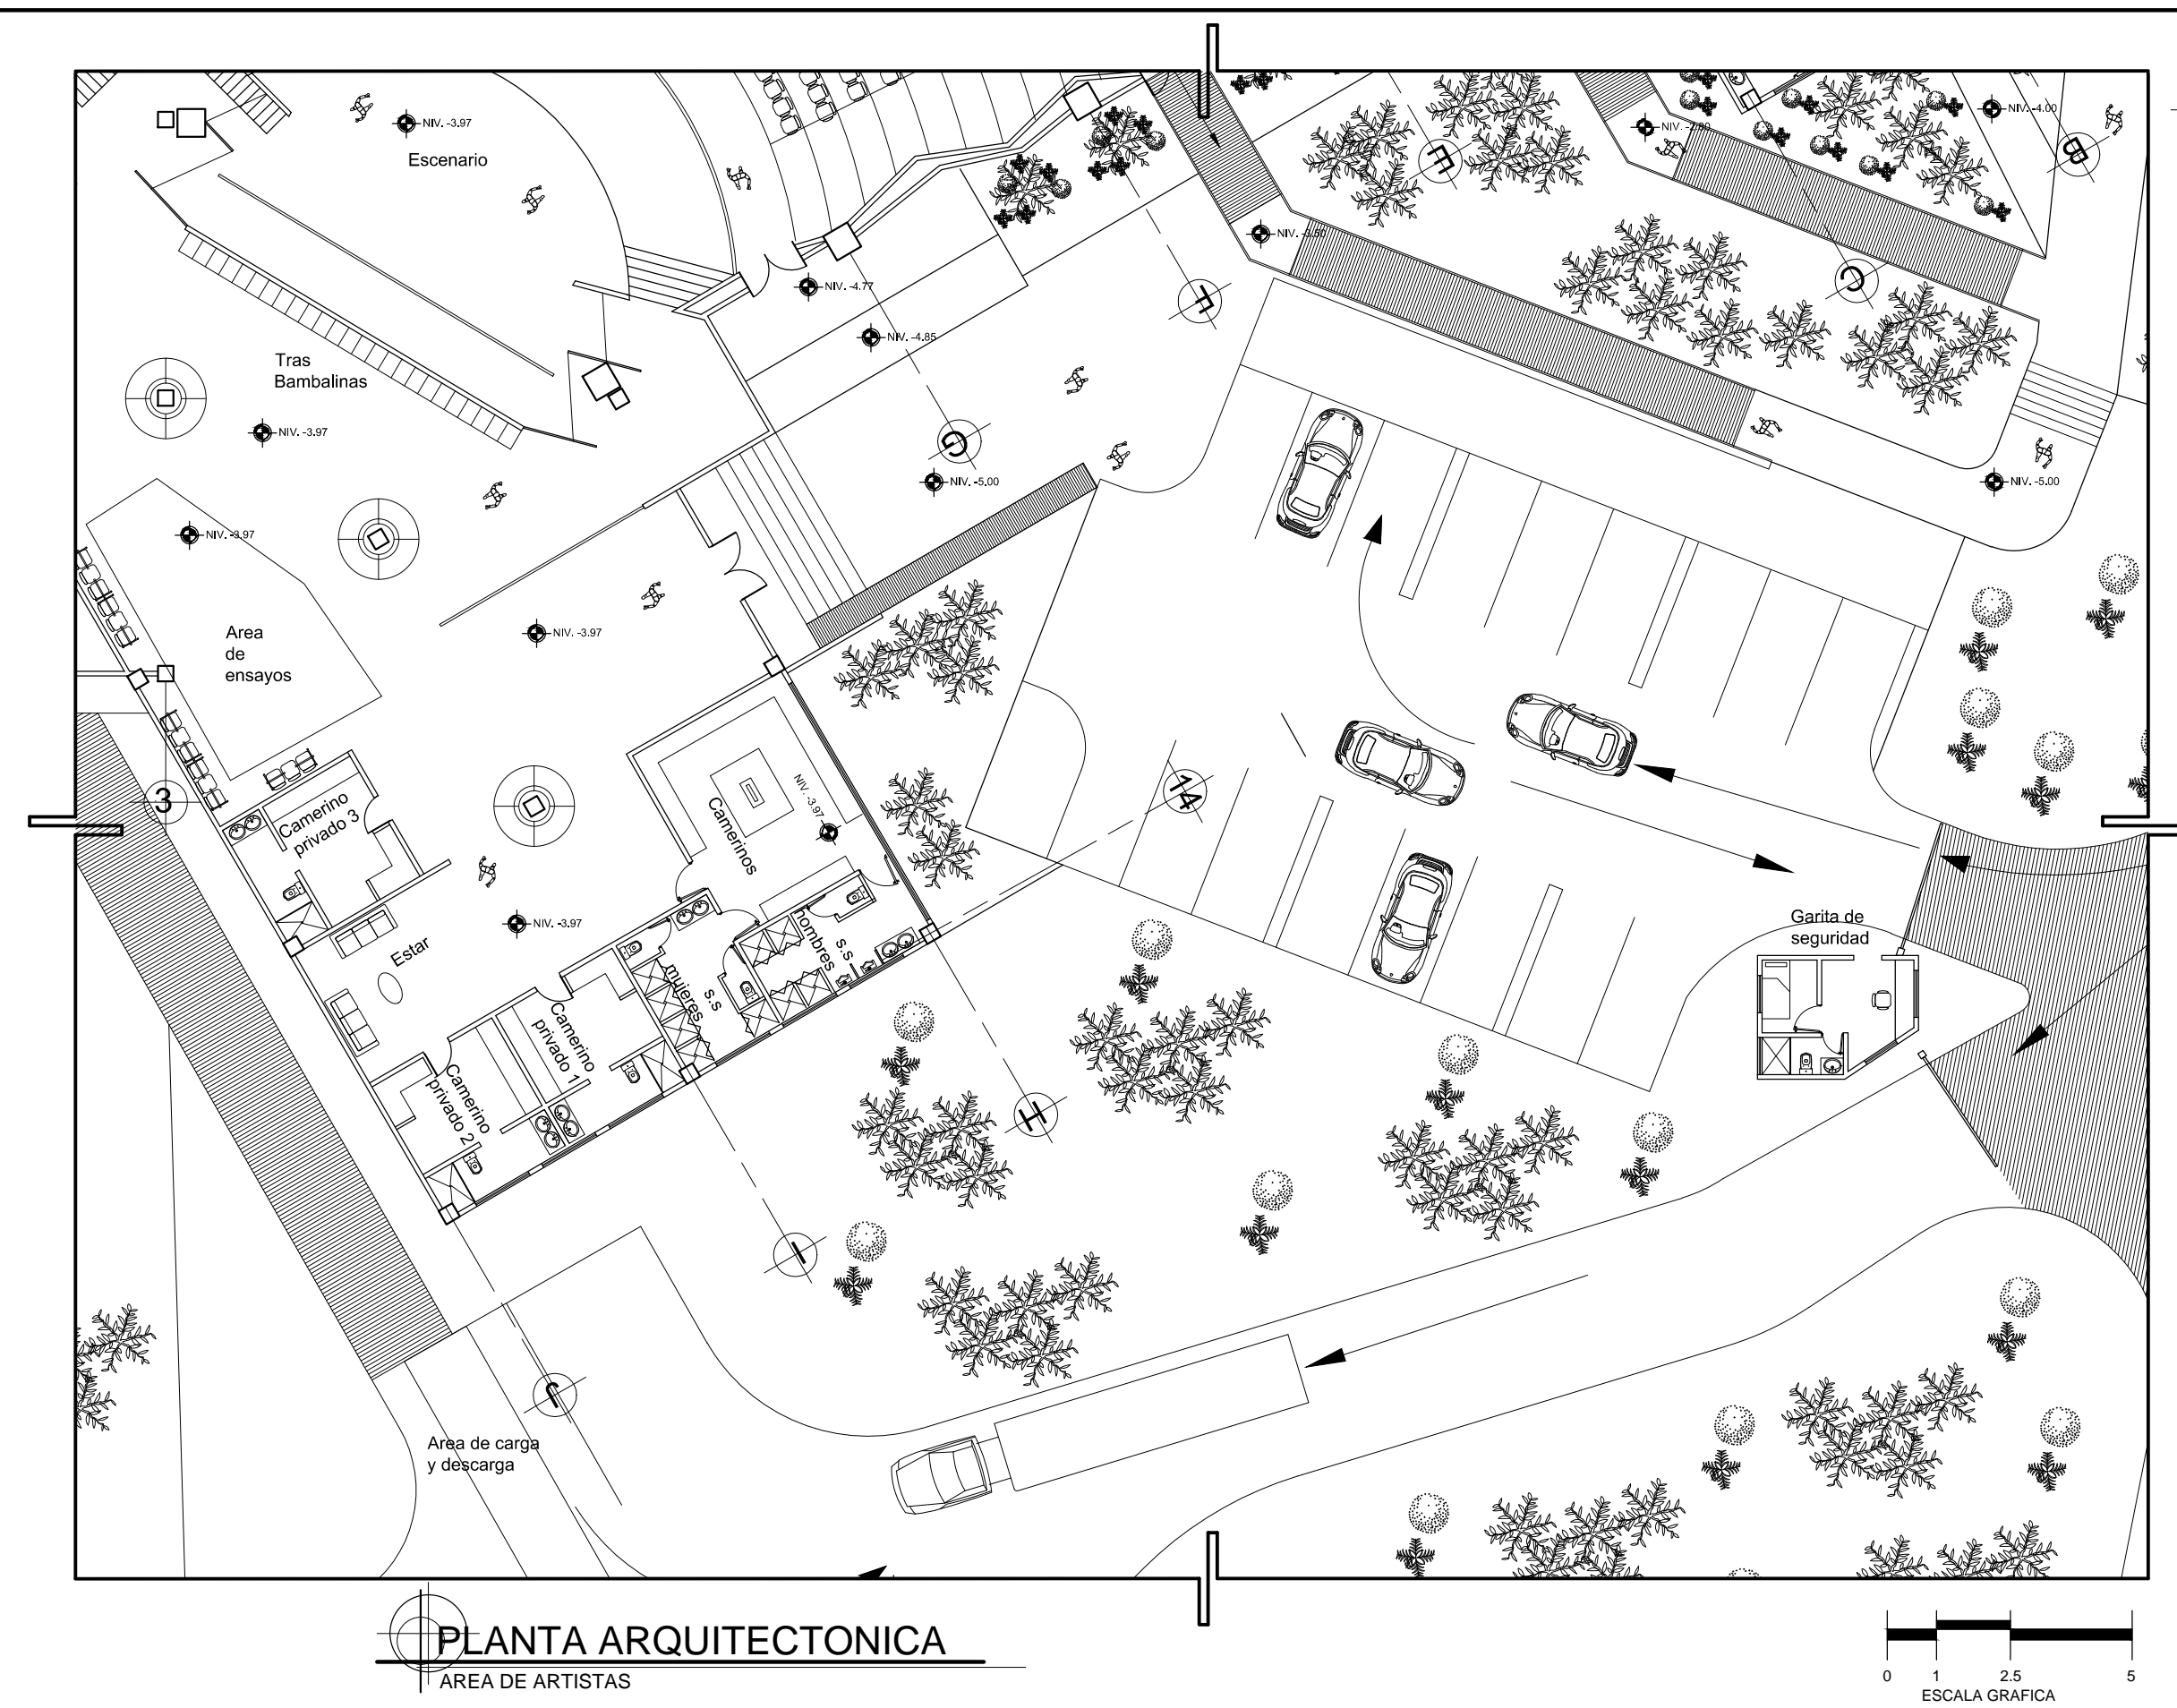 NIV. -3.97
Escenario
NIV. -4.00
NIV. -2.80
B
E
NIV. -3.50
C
NIV. -4.77
F
NIV. -4.85
Tras
Bambalinas
NIV. -3.97
G
NIV. -5.00
NIV. -5.00
NIV. -3.97
Area
de
ensayos
NIV. -3.97
3
Camerino
privado 3
Camerinos
NIV. -3.97
14
NIV. -3.97
Estar
hombres
s.s
mujeres
s.s
Camerino
privado 1
Camerino
privado 2
Garita de
seguridad
H
I
J
Area de carga
y descarga
PLANTA ARQUITECTONICA
AREA DE ARTISTAS
0 1 2.5 5
ESCALA GRAFICA